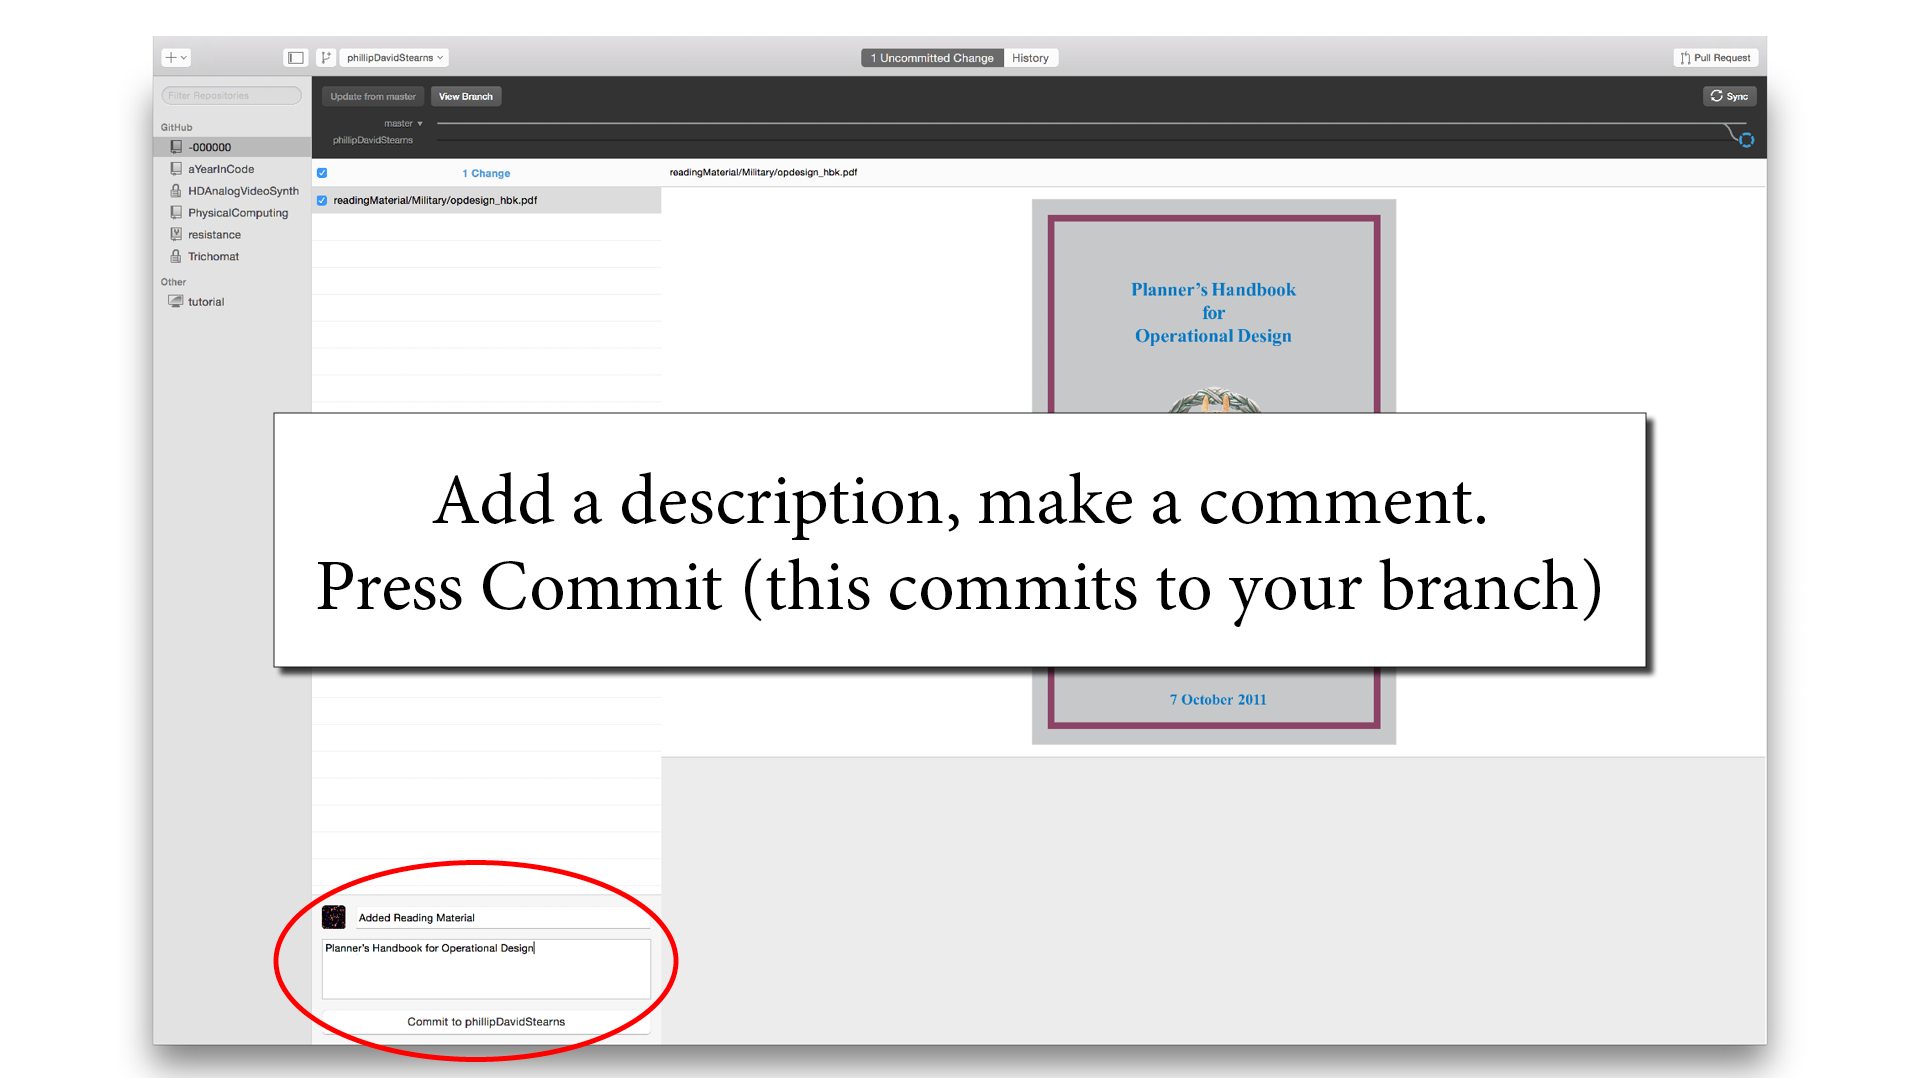 phillipDavidStearns
1 Uncommitted Change
History
Pull Request
Filter Repositories
Update from master
View Branch
Sync
master
phillipDavidStearns
GitHub
-000000
aYearInCode
HDAnalogVideoSynth
PhysicalComputing
resistance
Trichomat
Other
tutorial
1 Change
readingMaterial/Military/opdesign_hbk.pdf
readingMaterial/Military/opdesign_hbk.pdf
Planner's Handbook
for
Operational Design
Add a description, make a comment.
Press Commit (this commits to your branch)
7 October 2011
Added Reading Material
Planner's Handbook for Operational Design
Commit to phillipDavidStearns